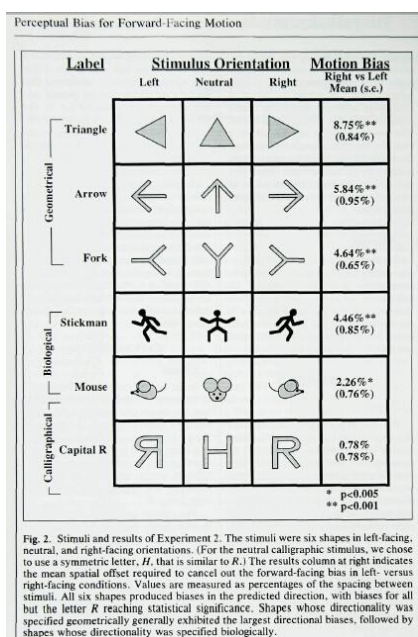 Perceptual Bias for Forward-Facing Motion
Label Stimulus Orientation Motion Bias
Left Neutral Right Right vs Left
Mean (s.e.)
Geometrical
Triangle 8.75%**
(0.84%)
Arrow 5.84%**
(0.95%)
Fork 4.64%**
(0.65%)
Biological
Stickman 4.46%**
(0.85%)
Mouse 2.26%*
(0.76%)
Calligraphical
Capital R Я H R 0.78%
(0.78%)
* p<0.005
** p<0.001
Fig. 2. Stimuli and results of Experiment 2. The stimuli were six shapes in left-facing,
neutral, and right-facing orientations. (For the neutral calligraphic stimulus, we chose
to use a symmetric letter, H, that is similar to R.) The results column at right indicates
the mean spatial offset required to cancel out the forward-facing bias in left- versus
right-facing conditions. Values are measured as percentages of the spacing between
stimuli. All six shapes produced biases in the predicted direction, with biases for all
but the letter R reaching statistical significance. Shapes whose directionality was
specified geometrically generally exhibited the largest directional biases, followed by
shapes whose directionality was specified biologically.